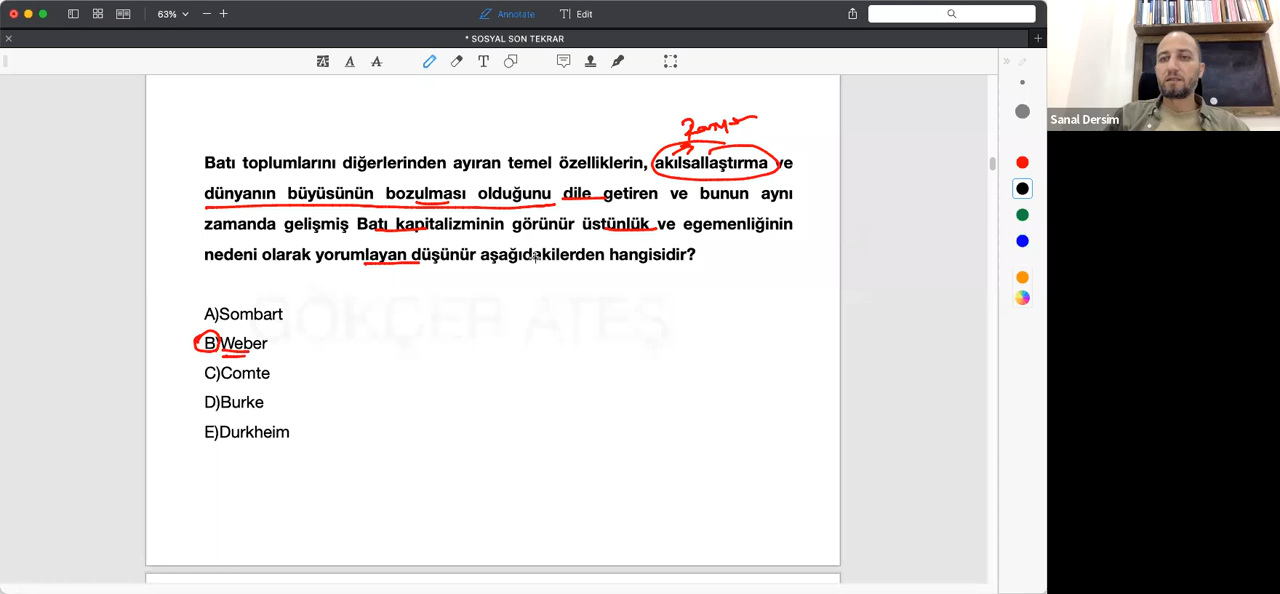 63%
Annotate
Edit
* SOSYAL SON TEKRAR
Batı toplumlarını diğerlerinden ayıran temel özelliklerin, akılsallaştırma ve
dünyanın büyüsünün bozulması olduğunu dile getiren ve bunun aynı
zamanda gelişmiş Batı kapitalizminin görünür üstünlük ve egemenliğinin
nedeni olarak yorumlayan düşünür aşağıdakilerden hangisidir?
GÖKÇER ATEŞ
A)Sombart
B)Weber
C)Comte
D)Burke
E)Durkheim
Sanal Dersim